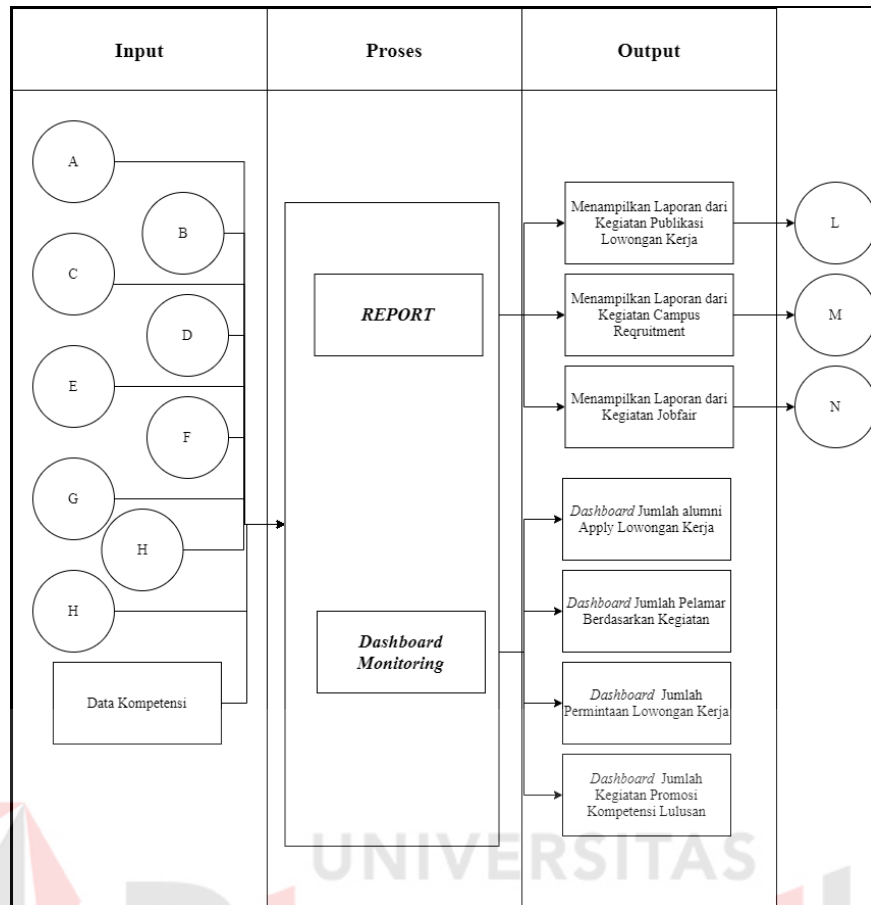 Input
Proses
Output
A
B
C
D
E
F
G
H
H
Data Kompetensi
REPORT
Dashboard
Monitoring
Menampilkan Laporan dari
Kegiatan Publikasi
Lowongan Kerja
Menampilkan Laporan dari
Kegiatan Campus
Reqruitment
Menampilkan Laporan dari
Kegiatan Jobfair
Dashboard Jumlah alumni
Apply Lowongan Kerja
Dashboard Jumlah Pelamar
Berdasarkan Kegiatan
Dashboard Jumlah
Permintaan Lowongan Kerja
Dashboard Jumlah
Kegiatan Promosi
Kompetensi Lulusan
L
M
N
UNIVERSITAS